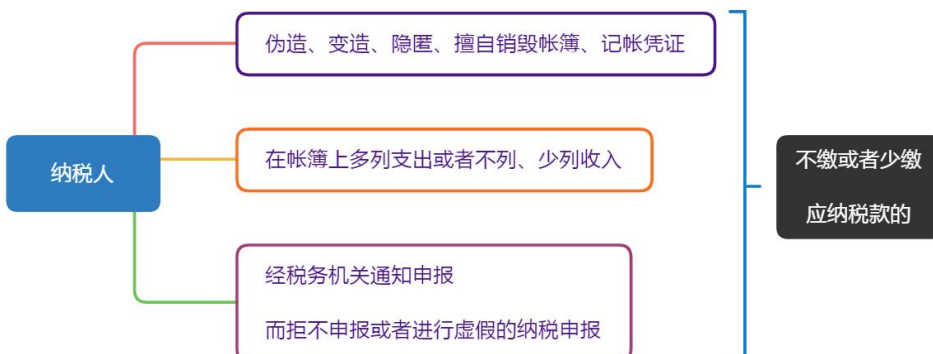 纳税人
伪造、变造、隐匿、擅自销毁帐簿、记帐凭证
在帐簿上多列支出或者不列、少列收入
经税务机关通知申报
而拒不申报或者进行虚假的纳税申报
不缴或者少缴
应纳税款的